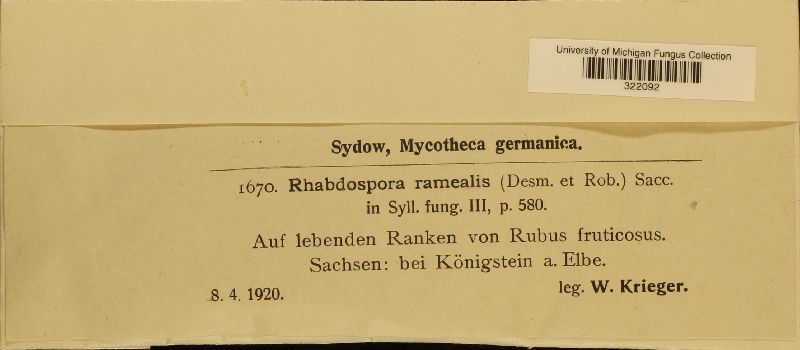 University of Michigan Fungus Collection
322092
Sydow, Mycotheca germanica.
1670. Rhabdospora ramealis (Desm. et Rob.) Sacc.
in Syll. fung. III, p. 580.
Auf lebenden Ranken von Rubus fruticosus.
Sachsen: bei Königstein a. Elbe.
8. 4. 1920. leg. W. Krieger.